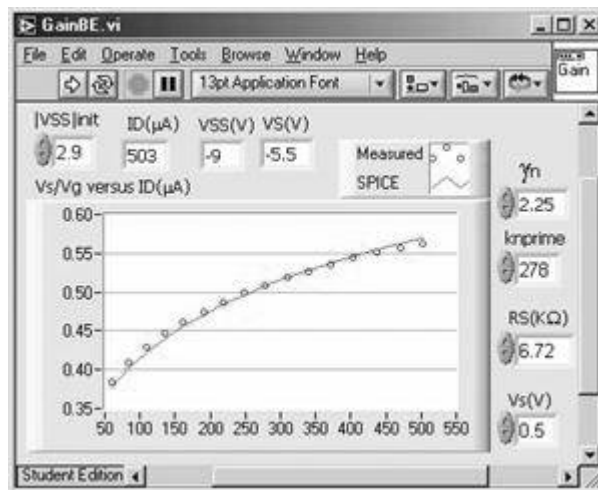 GainBE.vi
File Edit Operate Tools Browse Window Help
13pt Application Font
Gain
|VSS|init ID(µA) VSS(V) VS(V)
2.9 503 -9 -5.5
Measured
SPICE
Vs/Vg versus ID(µA)
γn
2.25
knprime
278
RS(KΩ)
6.72
Vs(V)
0.5
0.60
0.55
0.50
0.45
0.40
0.35
50 100 150 200 250 300 350 400 450 500 550
Student Edition